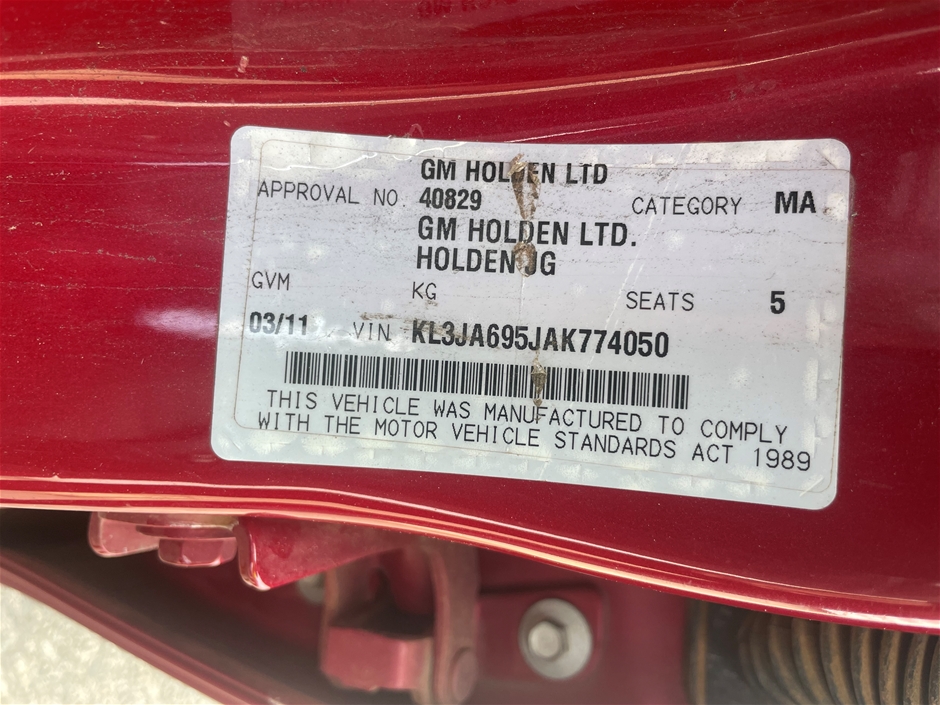 GM HOLDEN LTD
APPROVAL NO. 40829 CATEGORY MA
GM HOLDEN LTD.
HOLDEN JG
GVM KG SEATS 5
03/11 VIN KL3JA695JAK774050
THIS VEHICLE WAS MANUFACTURED TO COMPLY
WITH THE MOTOR VEHICLE STANDARDS ACT 1989